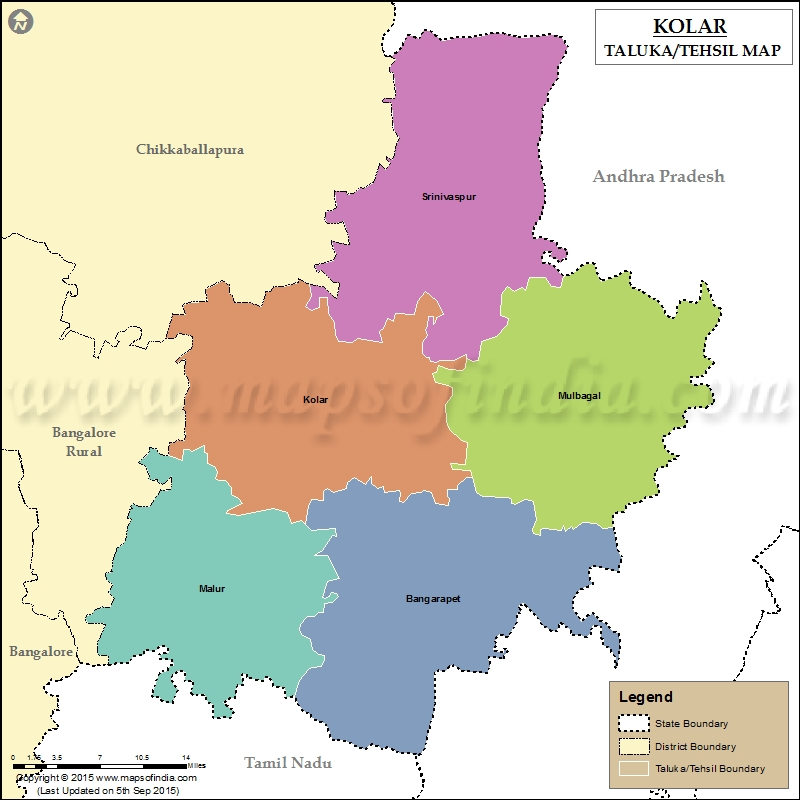 N
KOLAR
TALUKA/TEHSIL MAP
Chikkaballapura
Andhra Pradesh
Srinivaspur
www.mapsofindia.com
Kolar
Mulbagal
Bangalore
Rural
Malur
Bangarapet
Bangalore
Legend
State Boundary
District Boundary
Taluka/Tehsil Boundary
Tamil Nadu
0 1.75 3.5 7 10.5 14
Miles
Copyright © 2015 www.mapsofindia.com
(Last Updated on 5th Sep 2015)